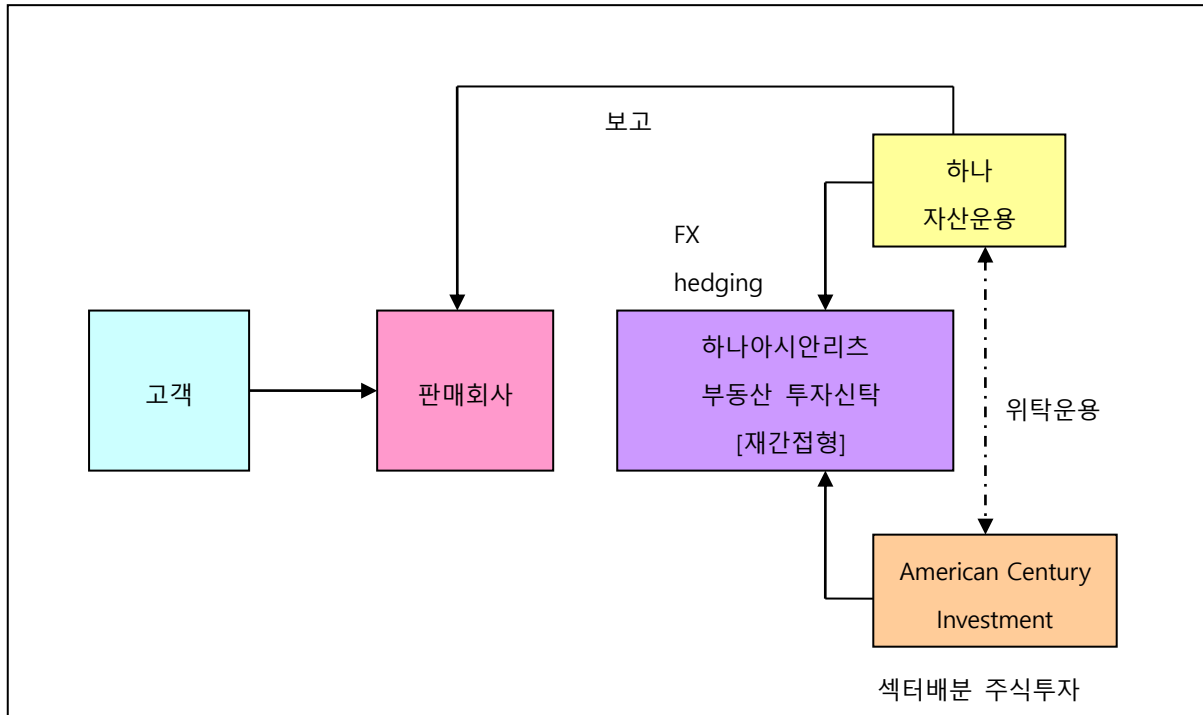 보고
하나
자산운용
FX
hedging
고객
판매회사
하나아시안리츠
부동산 투자신탁
[재간접형]
위탁운용
American Century
Investment
섹터배분 주식투자